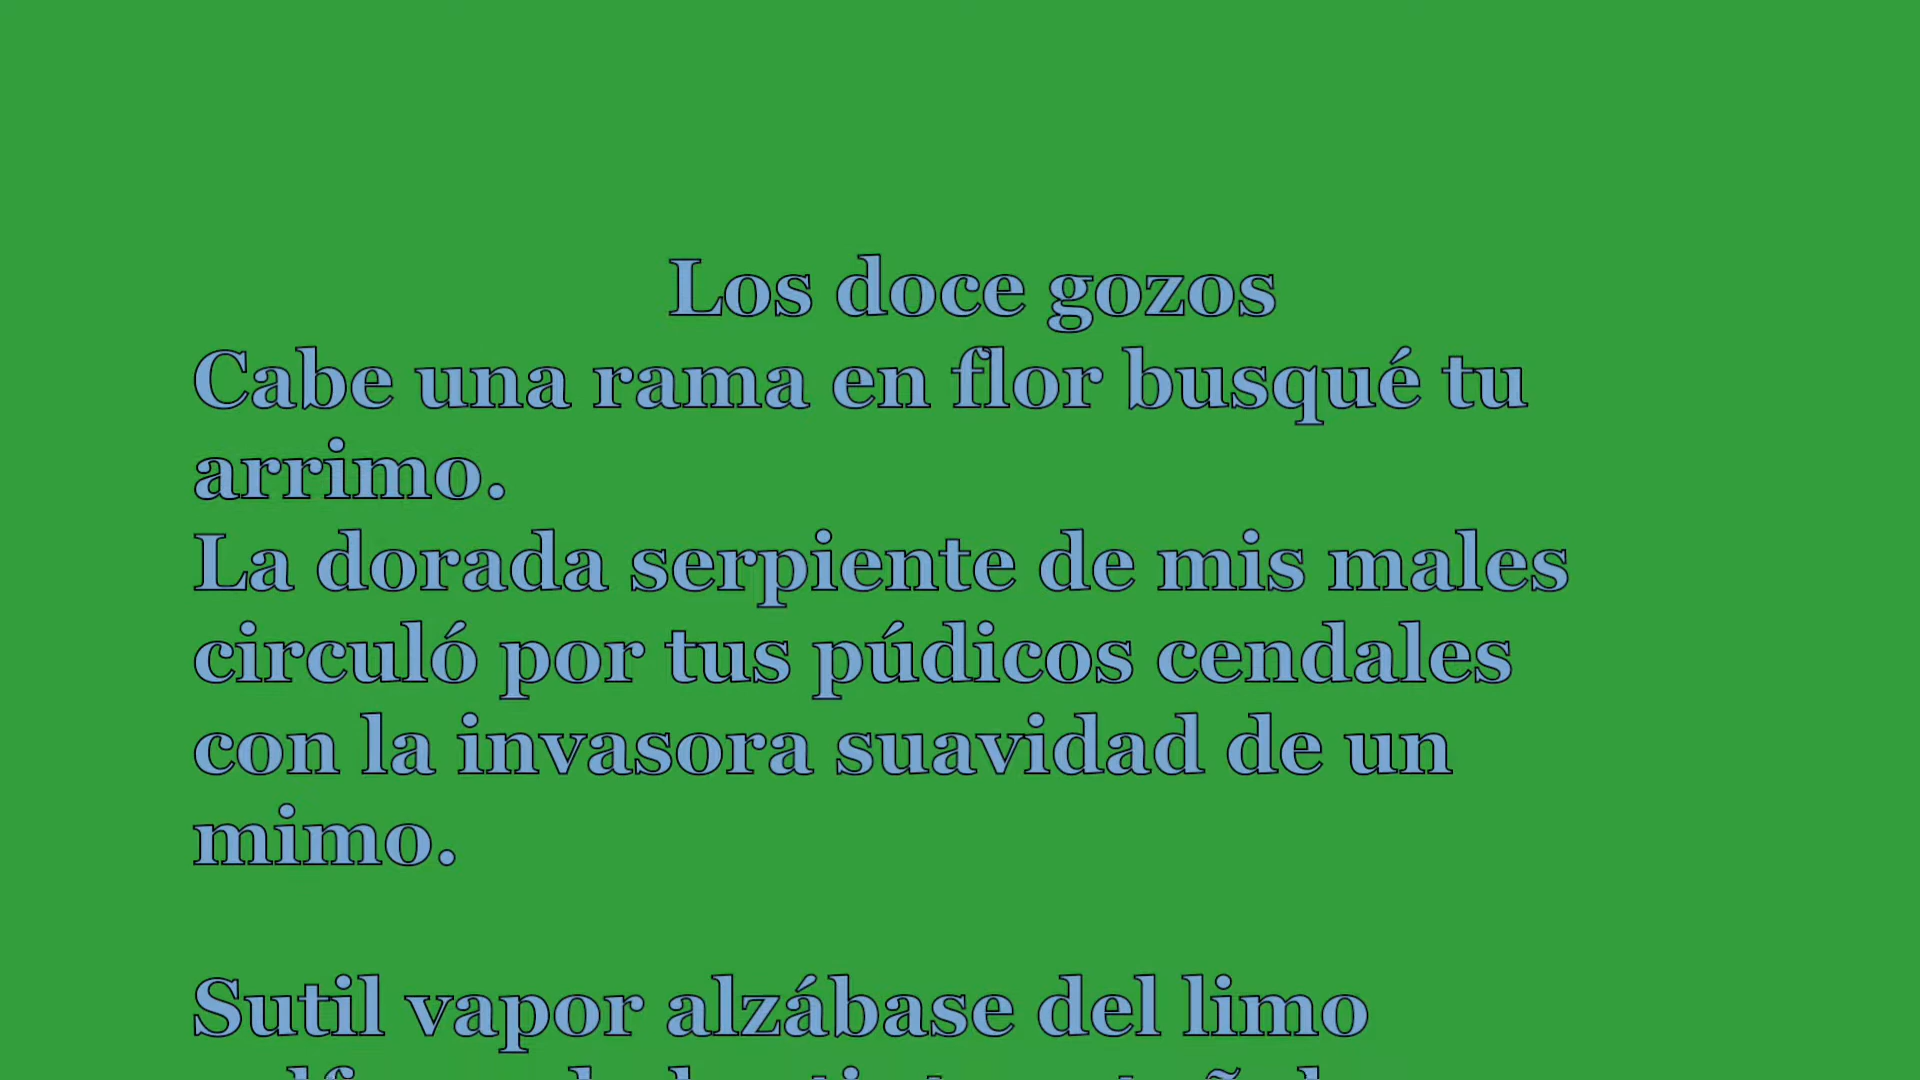 Los doce gozos
Cabe una rama en flor busqué tu
arrimo.
La dorada serpiente de mis males
circuló por tus púdicos cendales
con la invasora suavidad de un
mimo.
Sutil vapor alzábase del limo